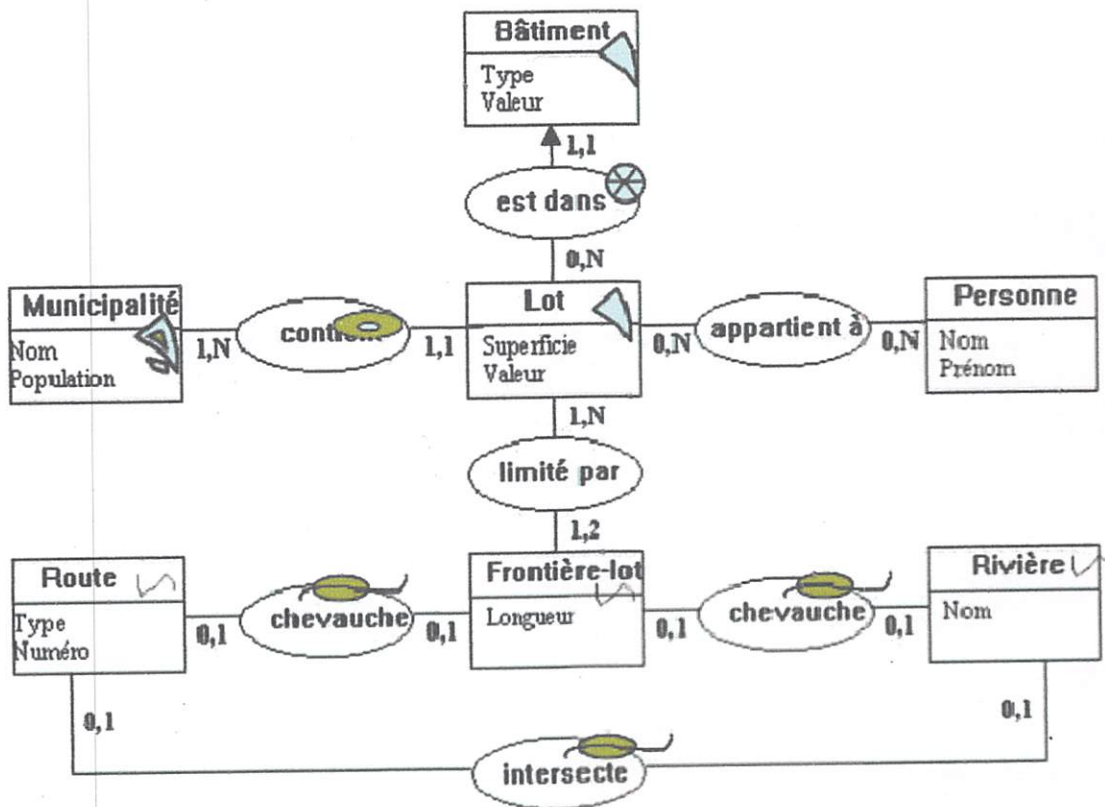 Bâtiment
Type
Valeur
1,1
est dans
0,N
Municipalité
Nom
Population
1,N
contient
1,1
Lot
Superficie
Valeur
0,N
appartient à
0,N
Personne
Nom
Prénom
1,N
limité par
1,2
Route
Type
Numéro
0,1
chevauche
0,1
Frontière-lot
Longueur
0,1
chevauche
0,1
Rivière
Nom
0,1
0,1
intersecte